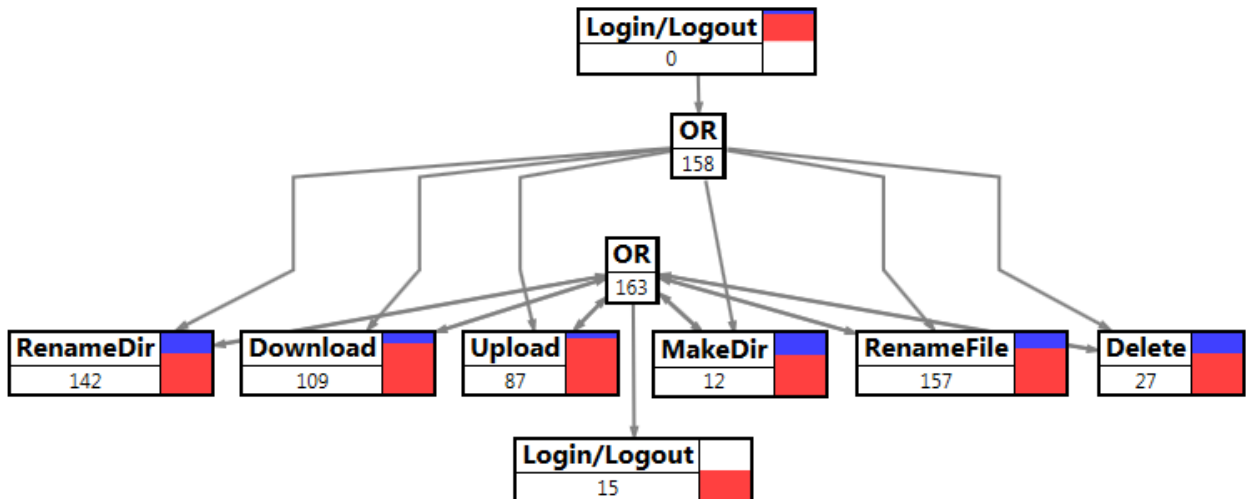 Login/Logout
0
OR
158
OR
163
RenameDir
142
Download
109
Upload
87
MakeDir
12
RenameFile
157
Delete
27
Login/Logout
15